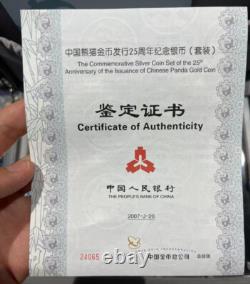 中国熊猫金币发行25周年纪念银币（套装）
The Commemorative Silver Coin Set of the 25th
Anniversary of the Issuance of Chinese Panda Gold Coin
鉴定证书
Certificate of Authenticity
中国人民银行
THE PEOPLE'S BANK OF CHINA
2007-2-26
24065
中国金币总公司